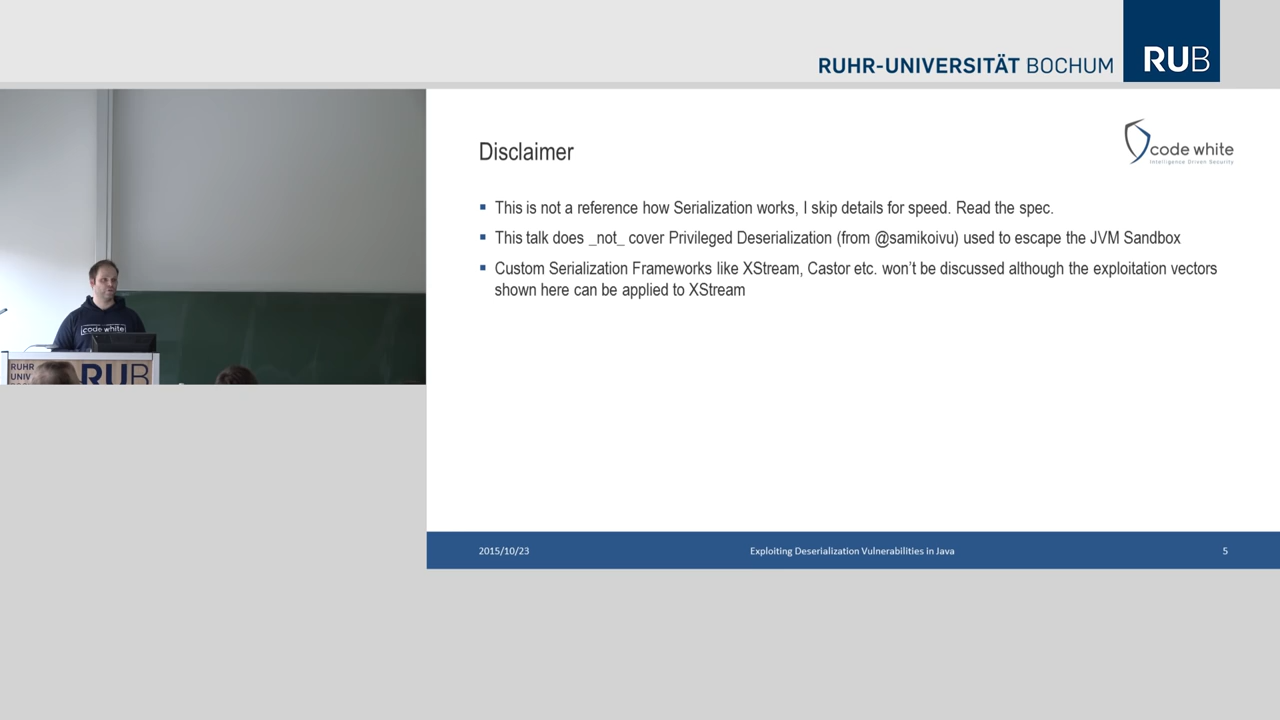 RUHR-UNIVERSITÄT BOCHUM
RUB
code white
Intelligence Driven Security
Disclaimer
This is not a reference how Serialization works, I skip details for speed. Read the spec.
This talk does _not_ cover Privileged Deserialization (from @samikoivu) used to escape the JVM Sandbox
Custom Serialization Frameworks like XStream, Castor etc. won't be discussed although the exploitation vectors
shown here can be applied to XStream
code white
RUHR
UNIV
RUB
2015/10/23
Exploiting Deserialization Vulnerabilities in Java
5